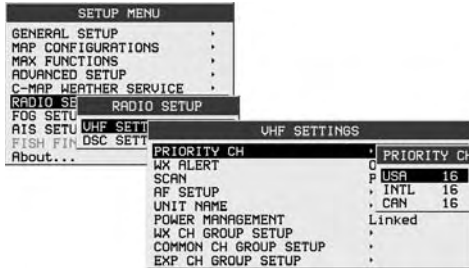 SETUP MENU
GENERAL SETUP
MAP CONFIGURATIONS
MAX FUNCTIONS
ADVANCED SETUP
C-MAP WEATHER SERVICE
RADIO SE
FOG SETU
AIS SETU
FISH FIN
About...
RADIO SETUP
VHF SETT
DSC SETT
VHF SETTINGS
PRIORITY CH
WX ALERT O
SCAN P
AF SETUP
UNIT NAME
POWER MANAGEMENT Linked
WX CH GROUP SETUP
COMMON CH GROUP SETUP
EXP CH GROUP SETUP
PRIORITY CH
USA 16
INTL 16
CAN 16